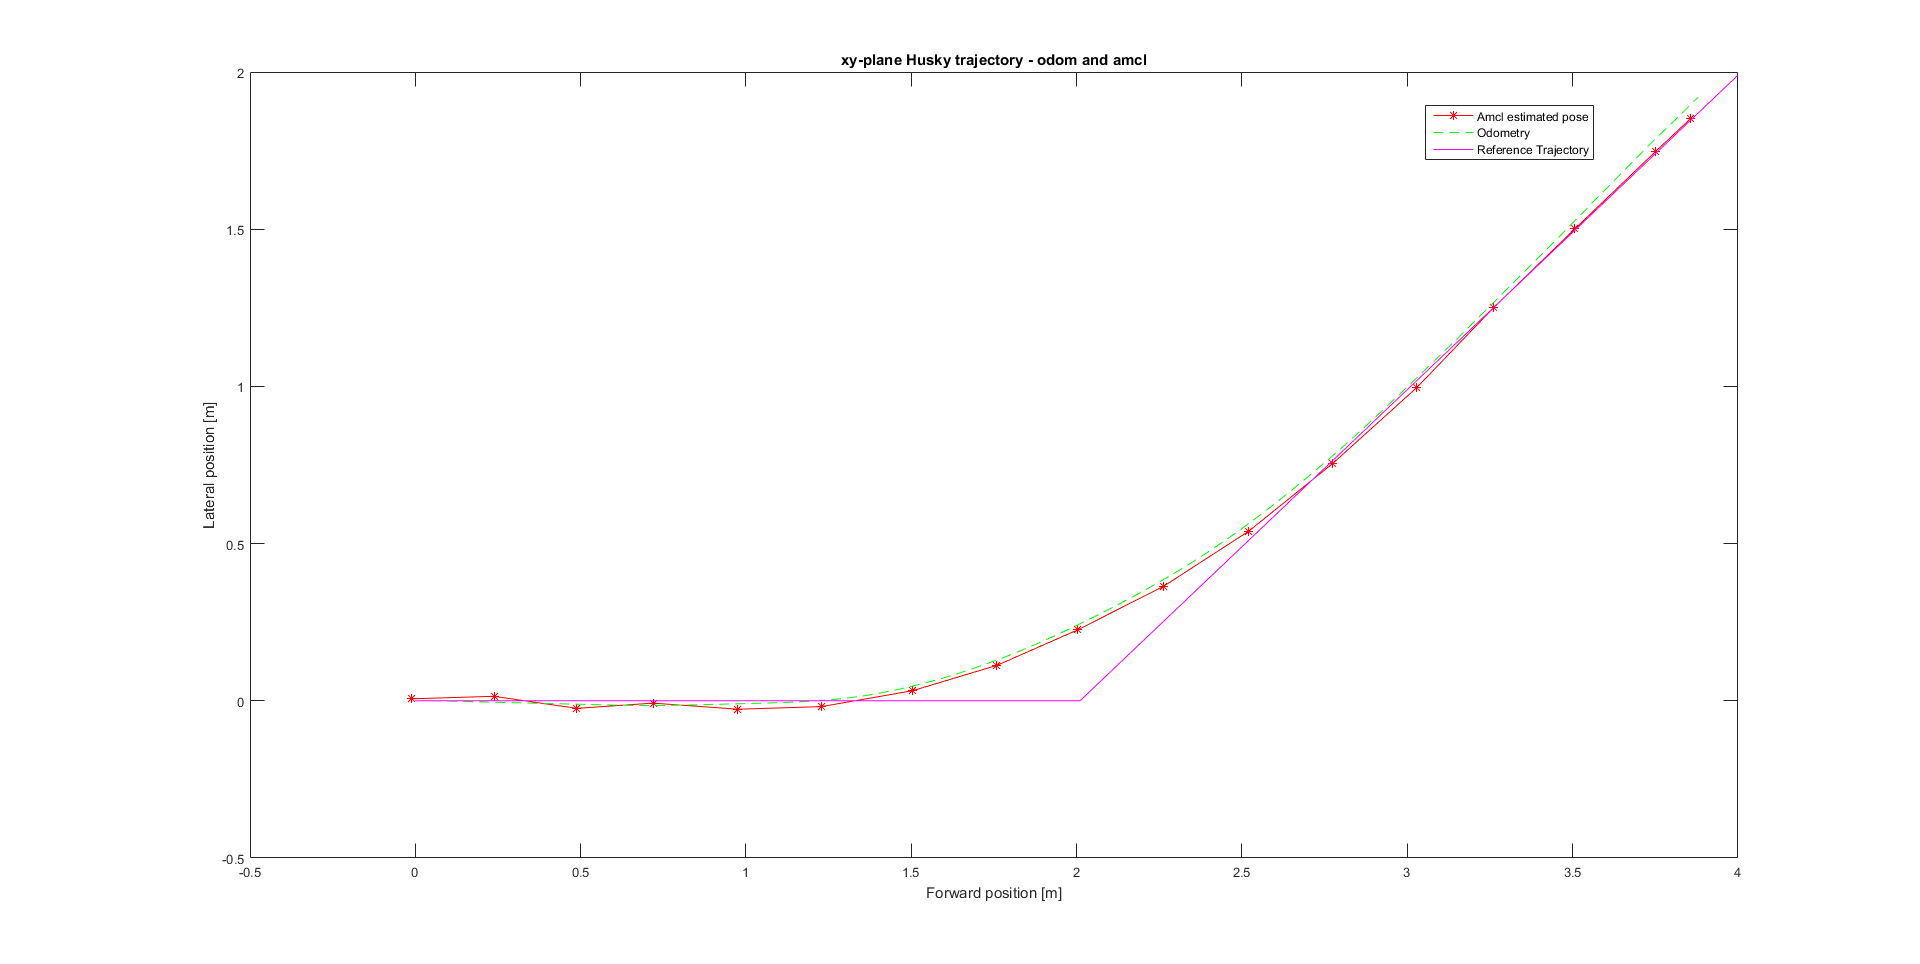 xy-plane Husky trajectory - odom and amcl
Amcl estimated pose
Odometry
Reference Trajectory
Lateral position [m]
2
1.5
1
0.5
0
-0.5
-0.5
0
0.5
1
1.5
2
2.5
3
3.5
4
Forward position [m]